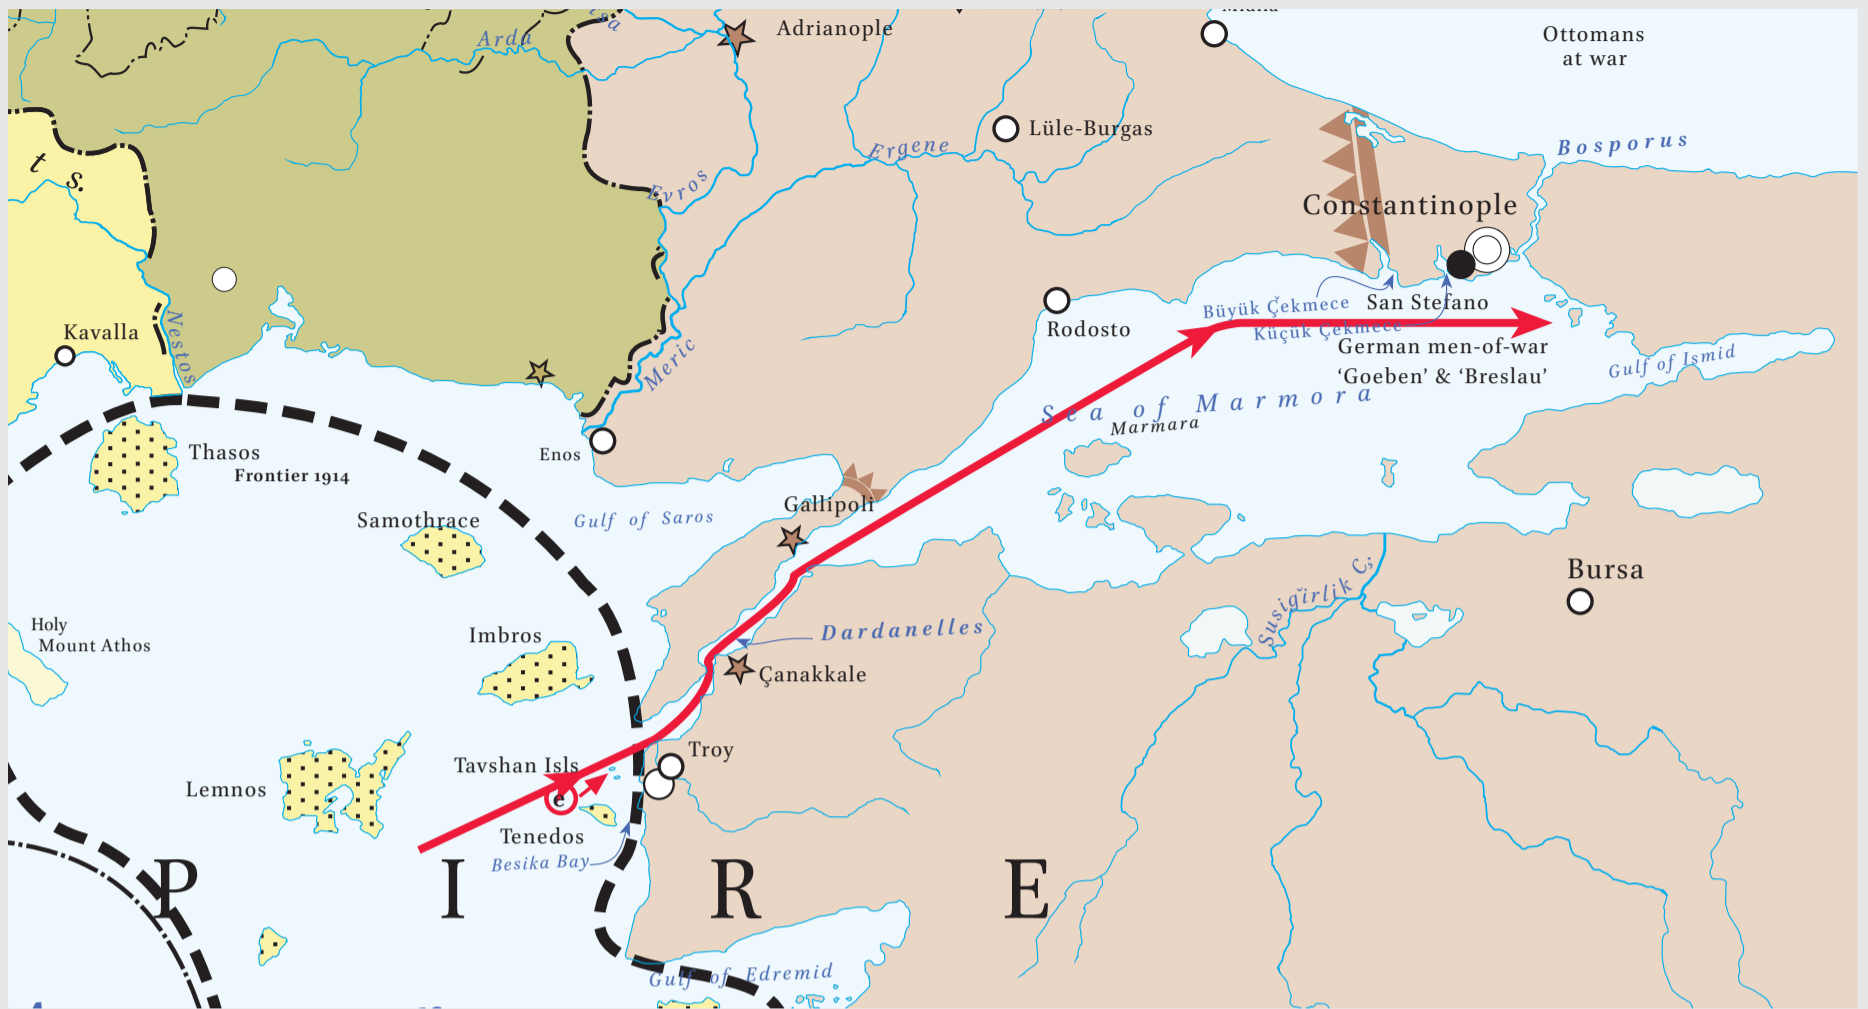 Adrianople
Arda
Ottomans
at war
Lüle-Burgas
Bosporus
Ergene
t s.
Evros
Constantinople
Kavalla
Nestos
Meric
Rodosto
Büyük Çekmece
San Stefano
Küçük Çekmece
German men-of-war
‘Goeben’ & ‘Breslau’
Gulf of Ismid
Sea of Marmora
Marmara
Thasos
Frontier 1914
Enos
Samothrace
Gulf of Saros
Gallipoli
Bursa
Susiğirlik Ç.
Holy
Mount Athos
Imbros
Dardanelles
Çanakkale
Troy
Tavshan Isls
Lemnos
e
Tenedos
Besika Bay
P I R E
Gulf of Edremid